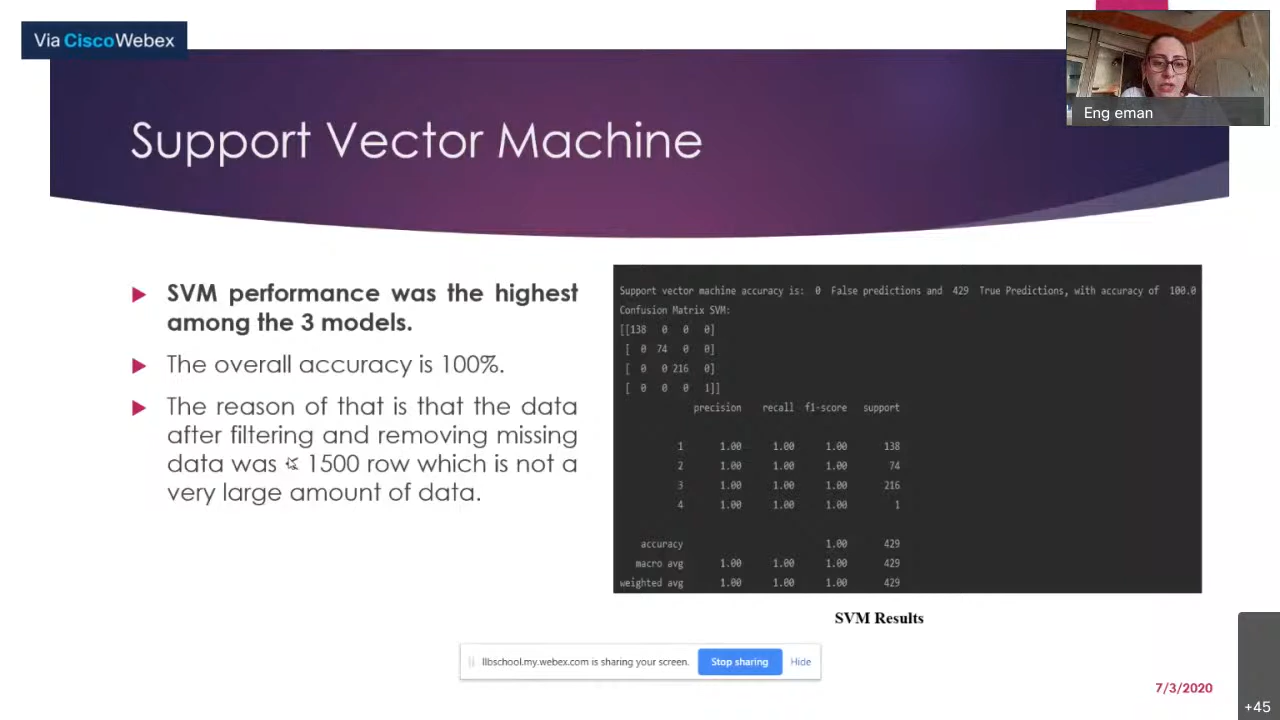 Via CiscoWebex
Eng eman
Support Vector Machine
SVM performance was the highest
among the 3 models.
The overall accuracy is 100%.
The reason of that is that the data
after filtering and removing missing
data was < 1500 row which is not a
very large amount of data.
Support vector machine accuracy is: 0 False predictions and 429 True Predictions, with accuracy of 100.0
Confusion Matrix SVM:
[[138 0 0 0]
[ 0 74 0 0]
[ 0 0 216 0]
[ 0 0 0 1]]
precision recall f1-score support
1 1.00 1.00 1.00 138
2 1.00 1.00 1.00 74
3 1.00 1.00 1.00 216
4 1.00 1.00 1.00 1
accuracy 1.00 429
macro avg 1.00 1.00 1.00 429
weighted avg 1.00 1.00 1.00 429
SVM Results
llbschool.my.webex.com is sharing your screen. Stop sharing Hide
7/3/2020
+45